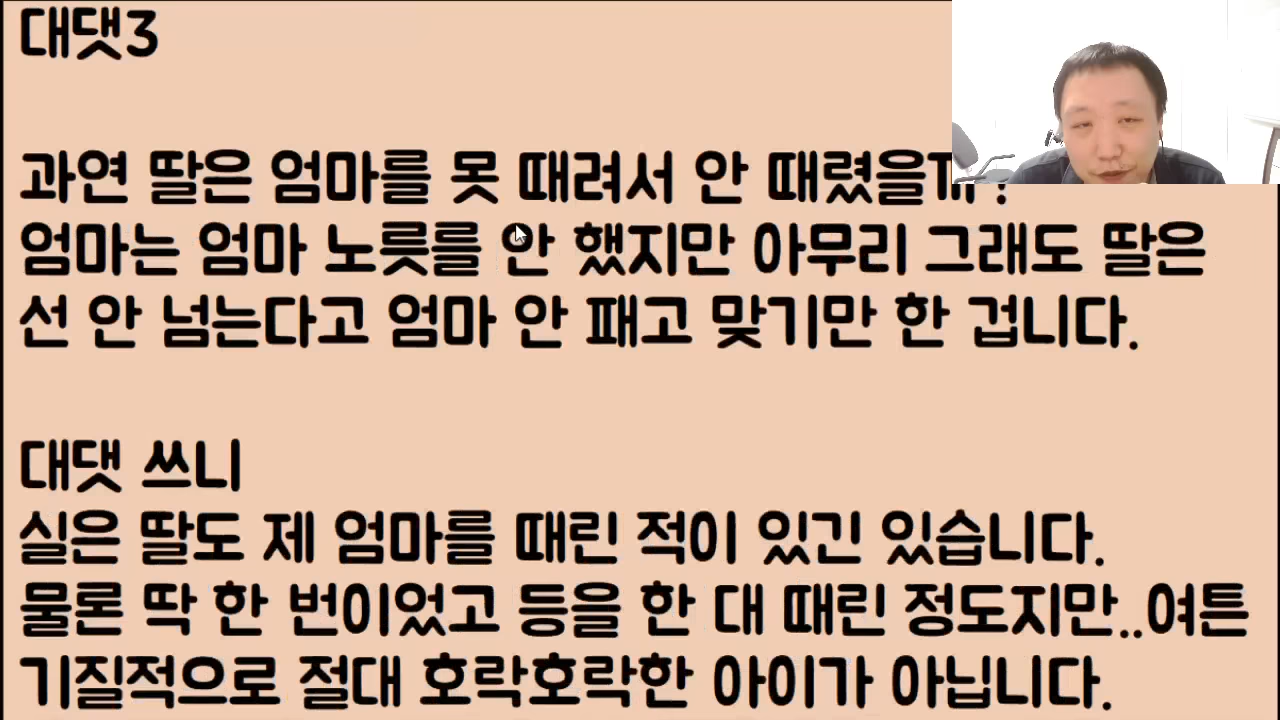 대댓3
과연 딸은 엄마를 못 때려서 안 때렸을까?
엄마는 엄마 노릇를 안 했지만 아무리 그래도 딸은
선 안 넘는다고 엄마 안 패고 맞기만 한 겁니다.
대댓 쓰니
실은 딸도 제 엄마를 때린 적이 있긴 있습니다.
물론 딱 한 번이었고 등을 한 대 때린 정도지만..여튼
기질적으로 절대 호락호락한 아이가 아닙니다.